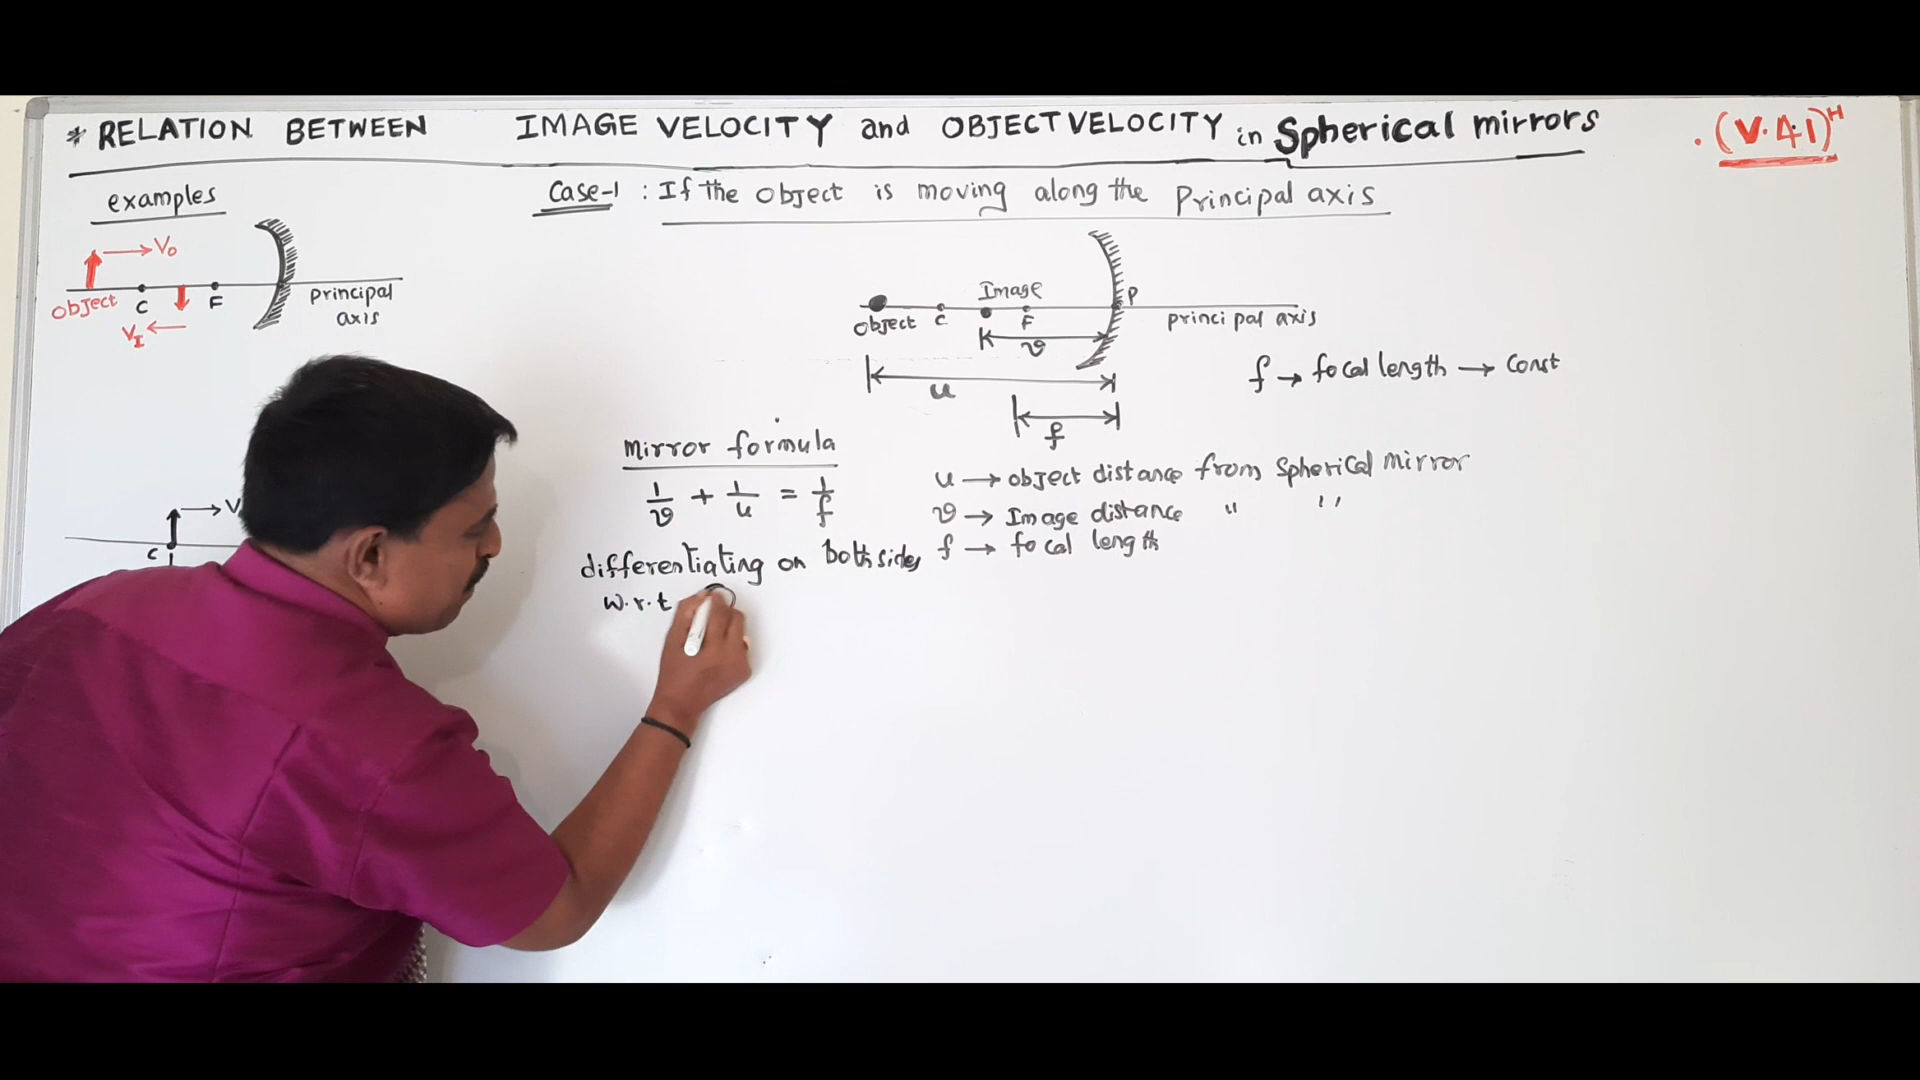 * RELATION BETWEEN IMAGE VELOCITY and OBJECT VELOCITY in Spherical mirrors
. (V.41)ᴴ
examples
Case-1 : If the object is moving along the Principal axis
V₀
object C F principal axis
V_I
Image
object C F P principal axis
v
u
f
f → focal length → const
mirror formula
1/v + 1/u = 1/f
u → object distance from spherical mirror
v → Image distance " "
f → focal length
differentiating on both sides
w.r.t
V
C